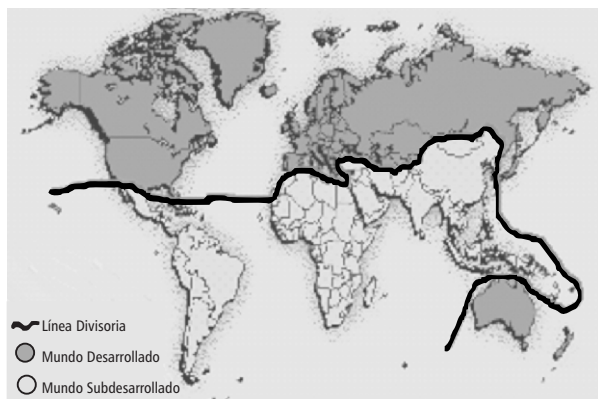 Línea Divisoria
Mundo Desarrollado
Mundo Subdesarrollado